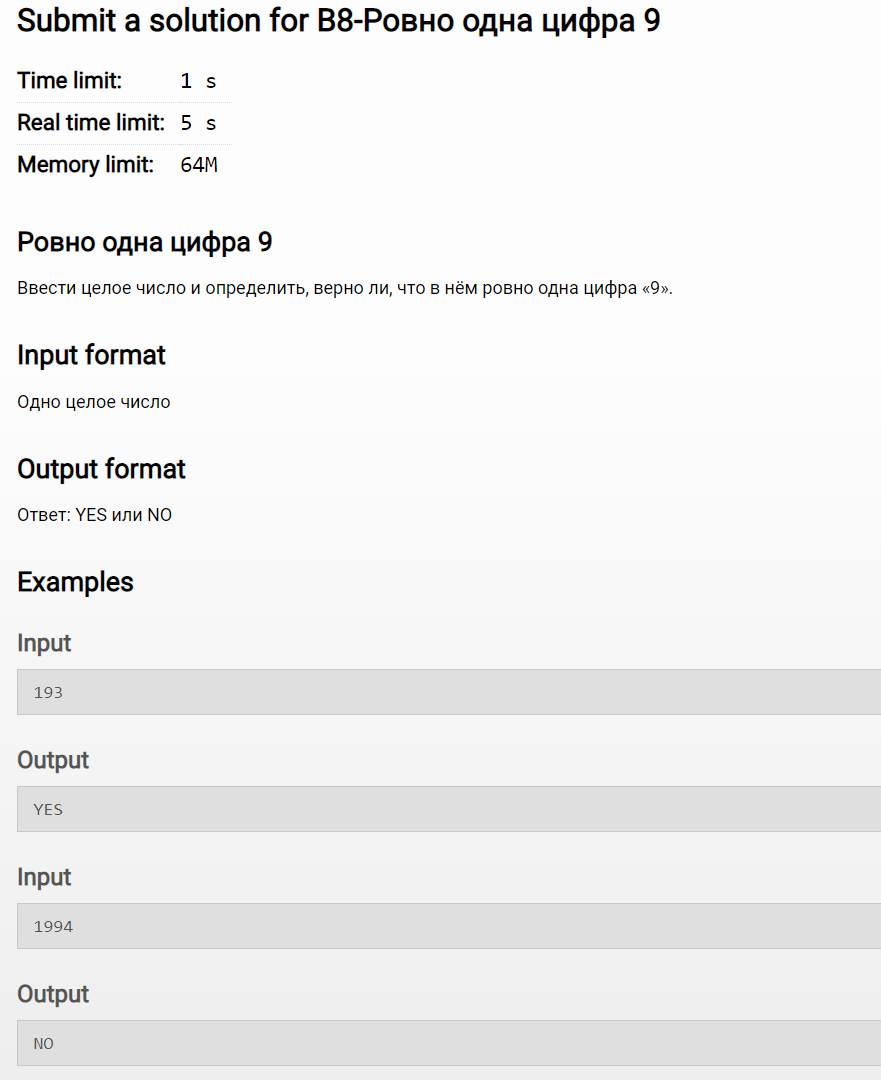 Submit a solution for B8-Ровно одна цифра 9
Time limit: 1 s
Real time limit: 5 s
Memory limit: 64M
Ровно одна цифра 9
Ввести целое число и определить, верно ли, что в нём ровно одна цифра «9».
Input format
Одно целое число
Output format
Ответ: YES или NO
Examples
Input
193
Output
YES
Input
1994
Output
NO